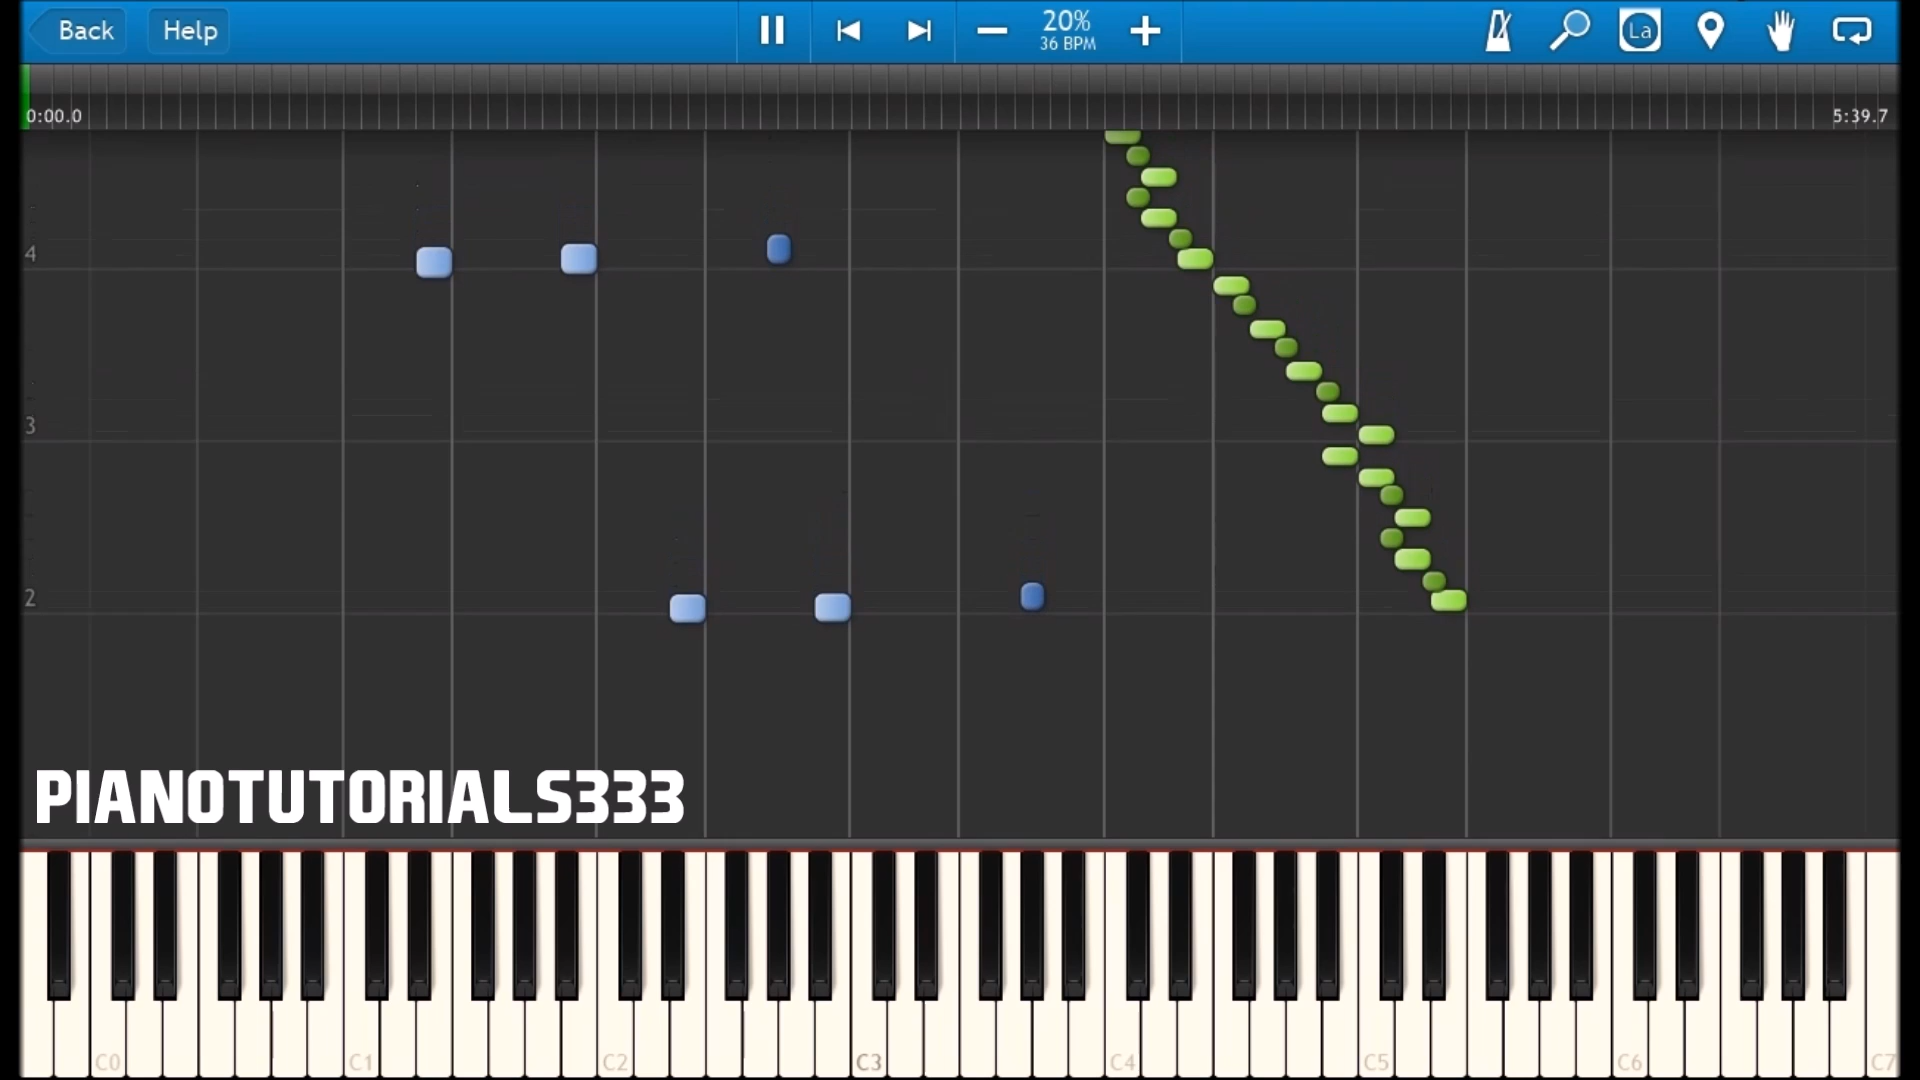 Back Help 20% La
36 BPM
0:00.0 5:39.7
4
3
2
PIANOTUTORIALS333
C0 C1 C2 C3 C4 C5 C6 C7